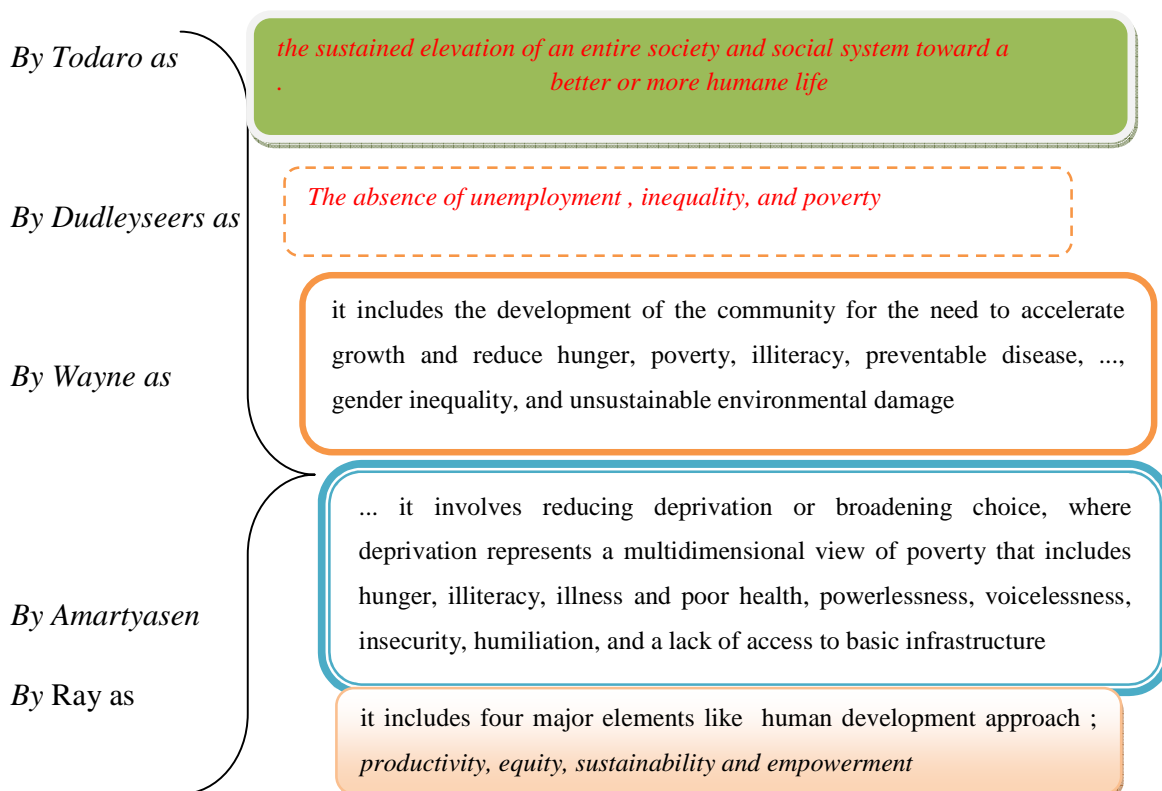 By Todaro as
the sustained elevation of an entire society and social system toward a
. better or more humane life
By Dudleyseers as
The absence of unemployment , inequality, and poverty
By Wayne as
it includes the development of the community for the need to accelerate
growth and reduce hunger, poverty, illiteracy, preventable disease, ...,
gender inequality, and unsustainable environmental damage
By Amartyasen
... it involves reducing deprivation or broadening choice, where
deprivation represents a multidimensional view of poverty that includes
hunger, illiteracy, illness and poor health, powerlessness, voicelessness,
insecurity, humiliation, and a lack of access to basic infrastructure
By Ray as
it includes four major elements like human development approach ;
productivity, equity, sustainability and empowerment